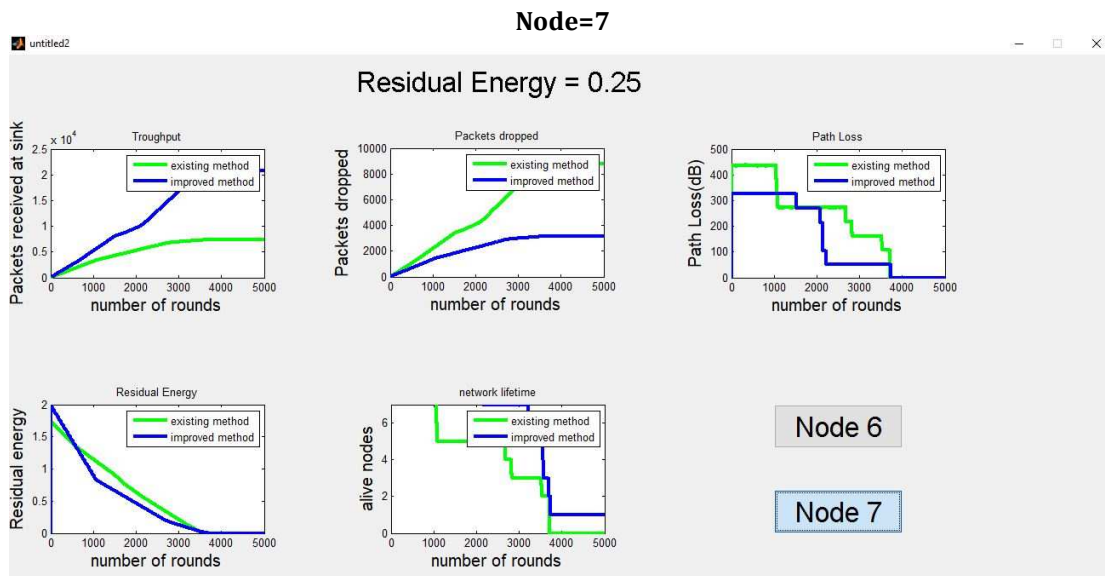 Node=7
untitled2
Residual Energy = 0.25
Troughput
x 10^4
Packets received at sink
2.5
2
1.5
1
0.5
0
existing method
improved method
0 1000 2000 3000 4000 5000
number of rounds
Packets dropped
Packets dropped
10000
8000
6000
4000
2000
0
existing method
improved method
0 1000 2000 3000 4000 5000
number of rounds
Path Loss
Path Loss(dB)
500
400
300
200
100
0
existing method
improved method
0 1000 2000 3000 4000 5000
number of rounds
Residual Energy
Residual energy
2
1.5
1
0.5
0
existing method
improved method
0 1000 2000 3000 4000 5000
number of rounds
network lifetime
alive nodes
6
4
2
0
existing method
improved method
0 1000 2000 3000 4000 5000
number of rounds
Node 6
Node 7